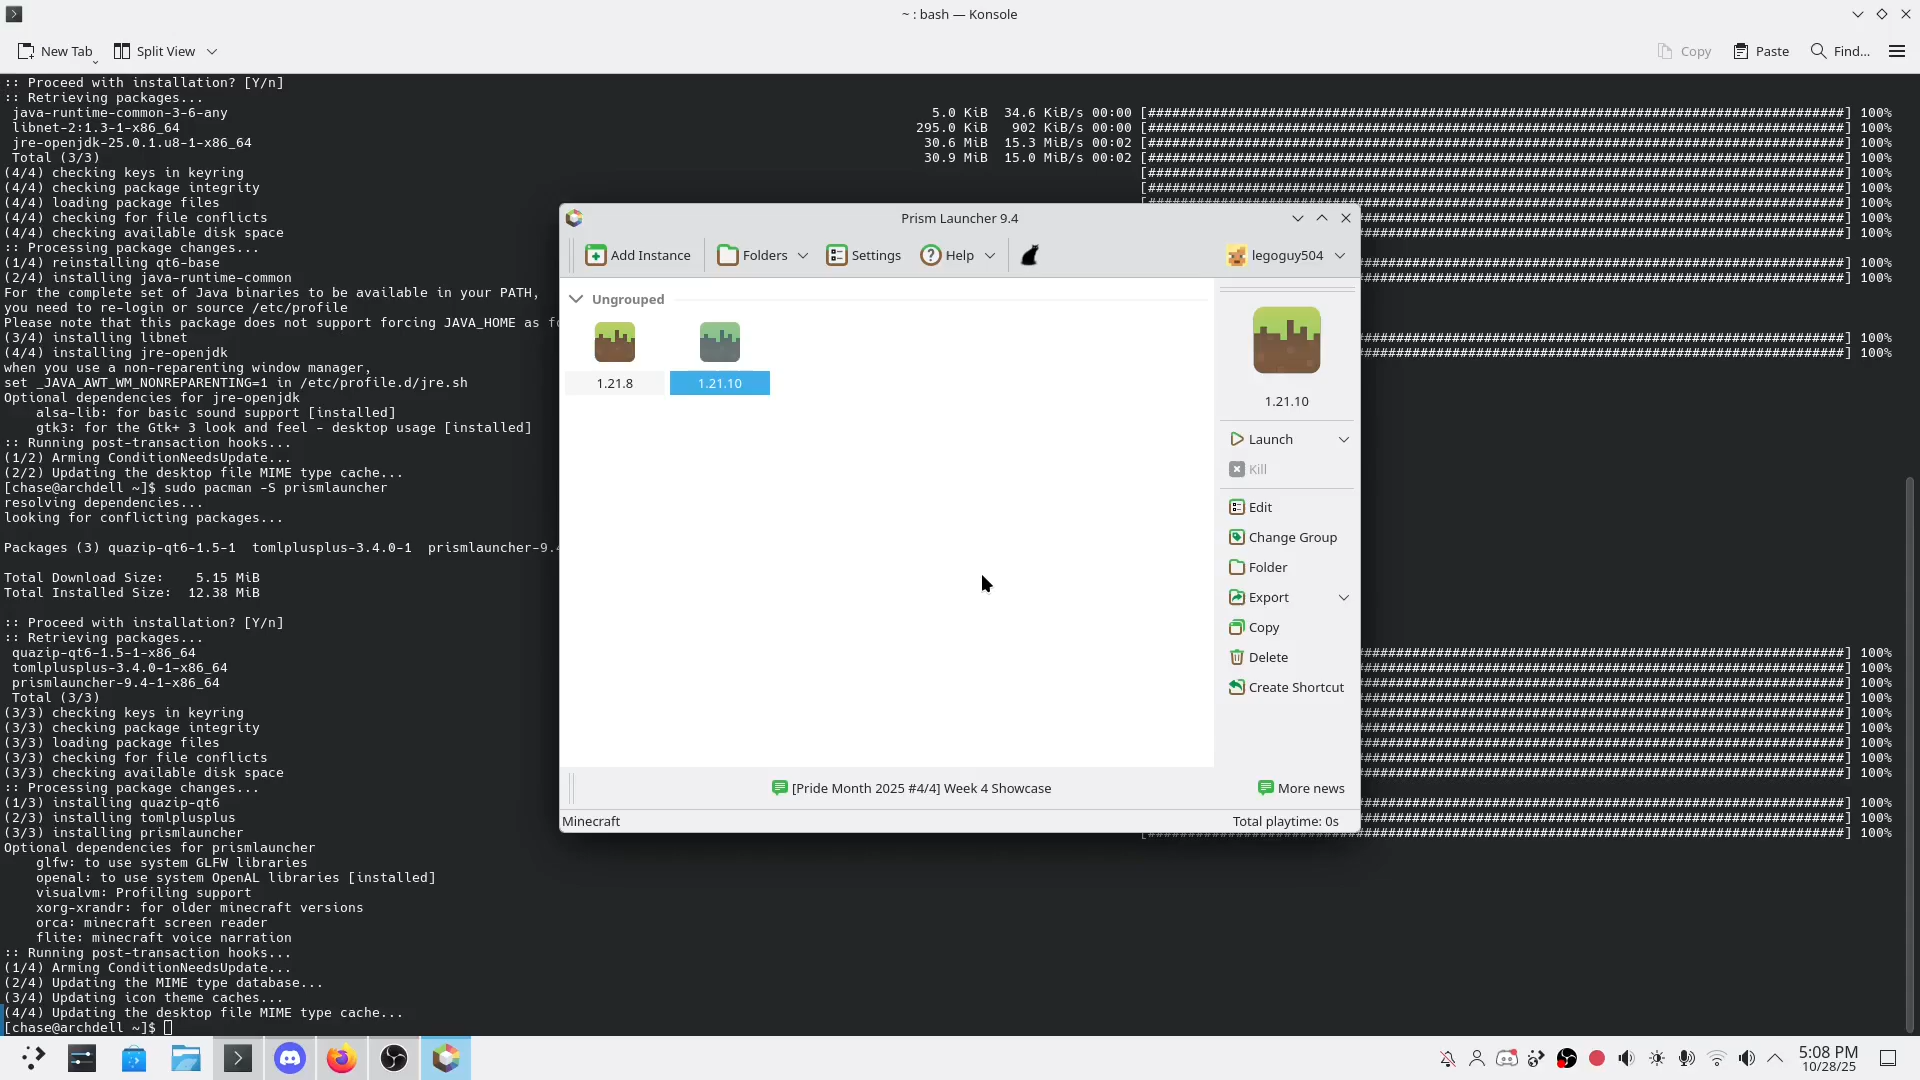 ~ : bash — Konsole
New Tab
Split View
Copy
Paste
Find...
:: Proceed with installation? [Y/n]
:: Retrieving packages...
java-runtime-common-3-6-any 5.0 KiB 34.6 KiB/s 00:00 100%
libnet-2:1.3-1-x86_64 295.0 KiB 902 KiB/s 00:00 100%
jre-openjdk-25.0.1.u8-1-x86_64 30.6 MiB 15.3 MiB/s 00:02 100%
Total (3/3) 30.9 MiB 15.0 MiB/s 00:02 100%
(4/4) checking keys in keyring 100%
(4/4) checking package integrity 100%
(4/4) loading package files 100%
(4/4) checking for file conflicts 100%
(4/4) checking available disk space 100%
:: Processing package changes...
(1/4) reinstalling qt6-base 100%
(2/4) installing java-runtime-common 100%
For the complete set of Java binaries to be available in your PATH,
you need to re-login or source /etc/profile
Please note that this package does not support forcing JAVA_HOME as
(3/4) installing libnet 100%
(4/4) installing jre-openjdk 100%
when you use a non-reparenting window manager,
set _JAVA_AWT_WM_NONREPARENTING=1 in /etc/profile.d/jre.sh
Optional dependencies for jre-openjdk
alsa-lib: for basic sound support [installed]
gtk3: for the Gtk+ 3 look and feel - desktop usage [installed]
:: Running post-transaction hooks...
(1/2) Arming ConditionNeedsUpdate...
(2/2) Updating the desktop file MIME type cache...
[chase@archdell ~]$ sudo pacman -S prismlauncher
resolving dependencies...
looking for conflicting packages...
Packages (3) quazip-qt6-1.5-1 tomlplusplus-3.4.0-1 prismlauncher-9.4
Total Download Size: 5.15 MiB
Total Installed Size: 12.38 MiB
:: Proceed with installation? [Y/n]
:: Retrieving packages...
quazip-qt6-1.5-1-x86_64 100%
tomlplusplus-3.4.0-1-x86_64 100%
prismlauncher-9.4-1-x86_64 100%
Total (3/3) 100%
(3/3) checking keys in keyring 100%
(3/3) checking package integrity 100%
(3/3) loading package files 100%
(3/3) checking for file conflicts 100%
(3/3) checking available disk space 100%
:: Processing package changes...
(1/3) installing quazip-qt6 100%
(2/3) installing tomlplusplus 100%
(3/3) installing prismlauncher 100%
Optional dependencies for prismlauncher
glfw: to use system GLFW libraries
openal: to use system OpenAL libraries [installed]
visualvm: Profiling support
xorg-xrandr: for older minecraft versions
orca: minecraft screen reader
flite: minecraft voice narration
:: Running post-transaction hooks...
(1/4) Arming ConditionNeedsUpdate...
(2/4) Updating the MIME type database...
(3/4) Updating icon theme caches...
(4/4) Updating the desktop file MIME type cache...
[chase@archdell ~]$
Prism Launcher 9.4
Add Instance
Folders
Settings
Help
legoguy504
Ungrouped
1.21.8
1.21.10
1.21.10
Launch
Kill
Edit
Change Group
Folder
Export
Copy
Delete
Create Shortcut
[Pride Month 2025 #4/4] Week 4 Showcase
More news
Minecraft
Total playtime: 0s
5:08 PM
10/28/25